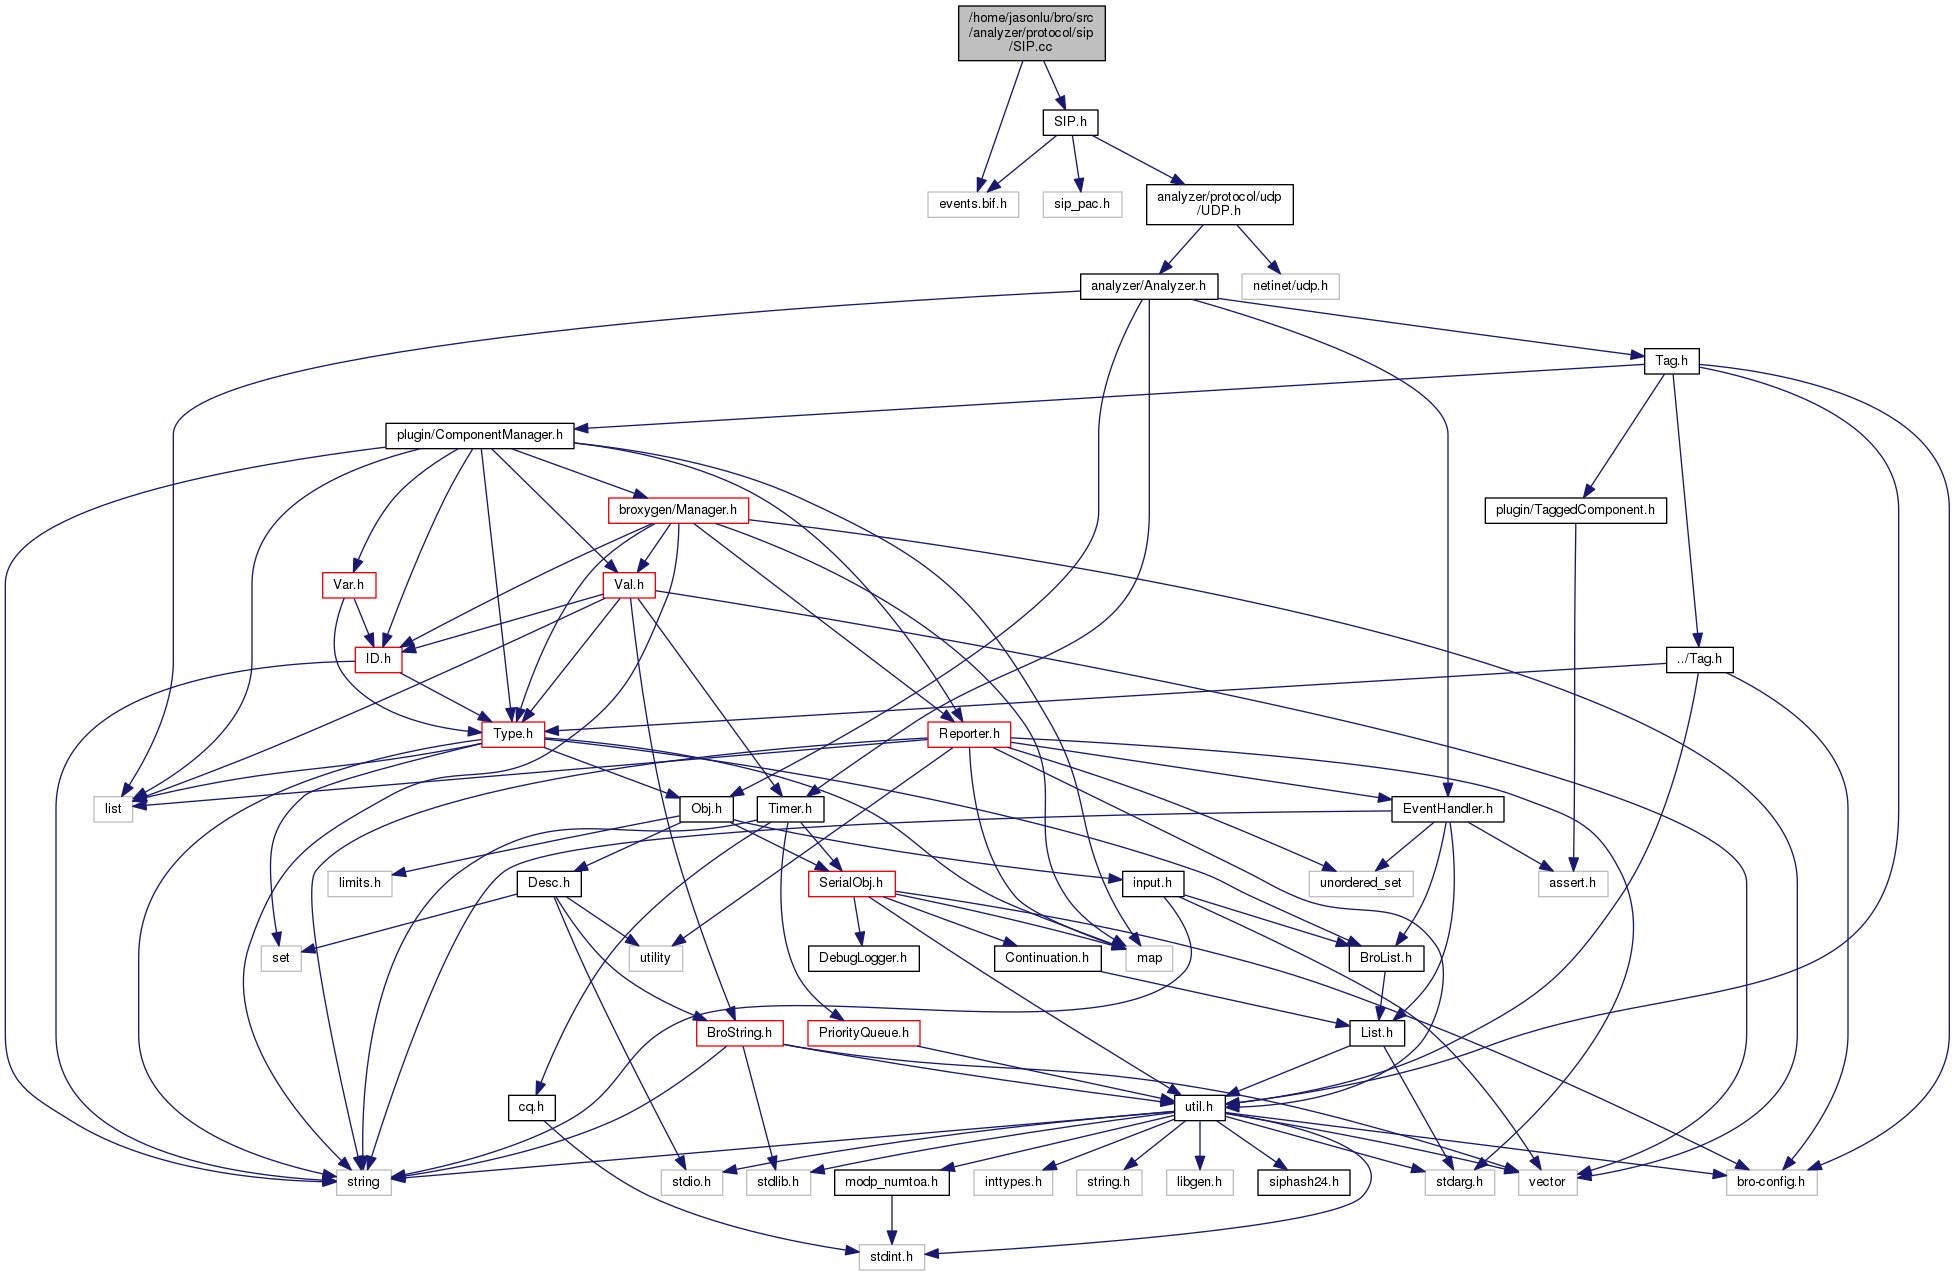 /home/jasonlu/bro/src
/analyzer/protocol/sip
/SIP.cc
SIP.h
events.bif.h
sip_pac.h
analyzer/protocol/udp
/UDP.h
analyzer/Analyzer.h
netinet/udp.h
Tag.h
plugin/ComponentManager.h
broxygen/Manager.h
plugin/TaggedComponent.h
Var.h
Val.h
ID.h
../Tag.h
Type.h
Reporter.h
list
Obj.h
Timer.h
EventHandler.h
limits.h
Desc.h
SerialObj.h
input.h
unordered_set
assert.h
set
utility
DebugLogger.h
Continuation.h
map
BroList.h
BroString.h
PriorityQueue.h
List.h
cq.h
util.h
string
stdio.h
stdlib.h
modp_numtoa.h
inttypes.h
string.h
libgen.h
siphash24.h
stdarg.h
vector
bro-config.h
stdint.h